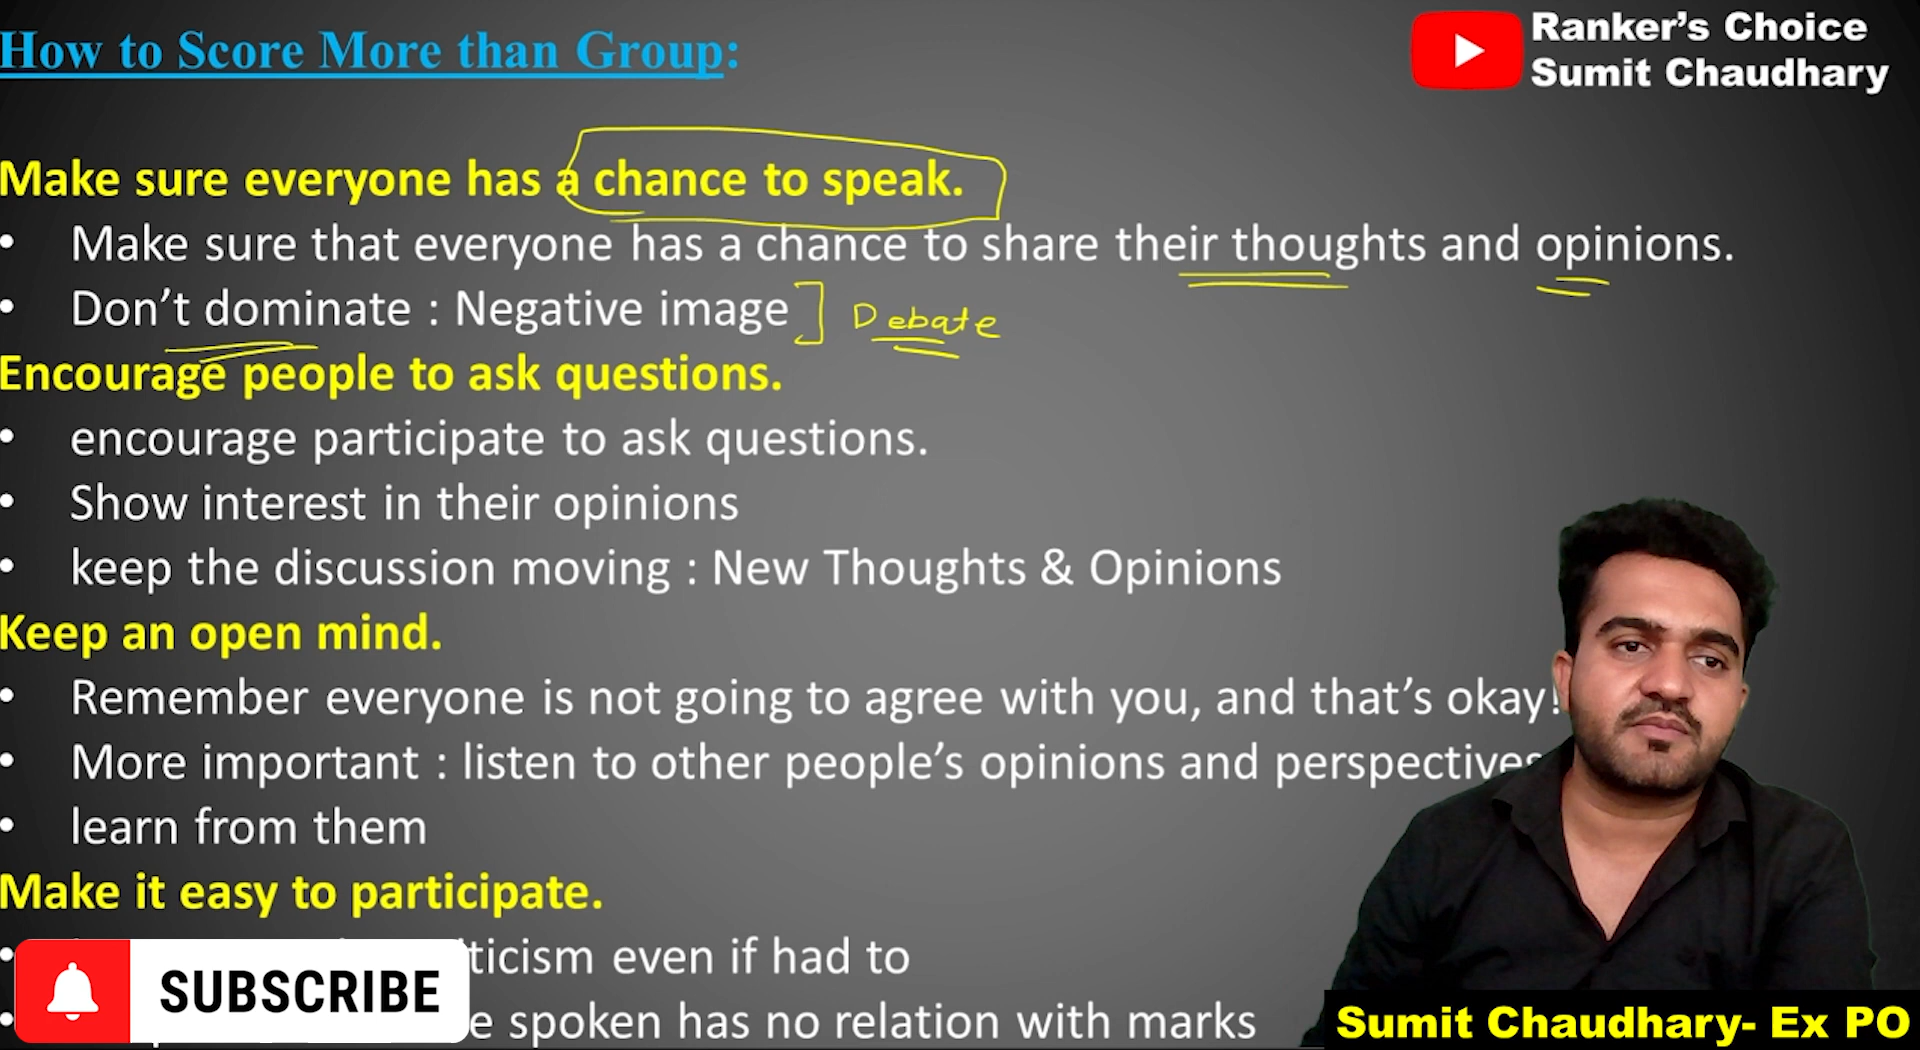 How to Score More than Group:
Ranker's Choice
Sumit Chaudhary
Make sure everyone has a chance to speak.
• Make sure that everyone has a chance to share their thoughts and opinions.
• Don't dominate : Negative image ] Debate
Encourage people to ask questions.
• encourage participate to ask questions.
• Show interest in their opinions
• keep the discussion moving : New Thoughts & Opinions
Keep an open mind.
• Remember everyone is not going to agree with you, and that's okay!
• More important : listen to other people's opinions and perspectives
• learn from them
Make it easy to participate.
• even if had to
• spoken has no relation with marks
SUBSCRIBE
Sumit Chaudhary- Ex PO